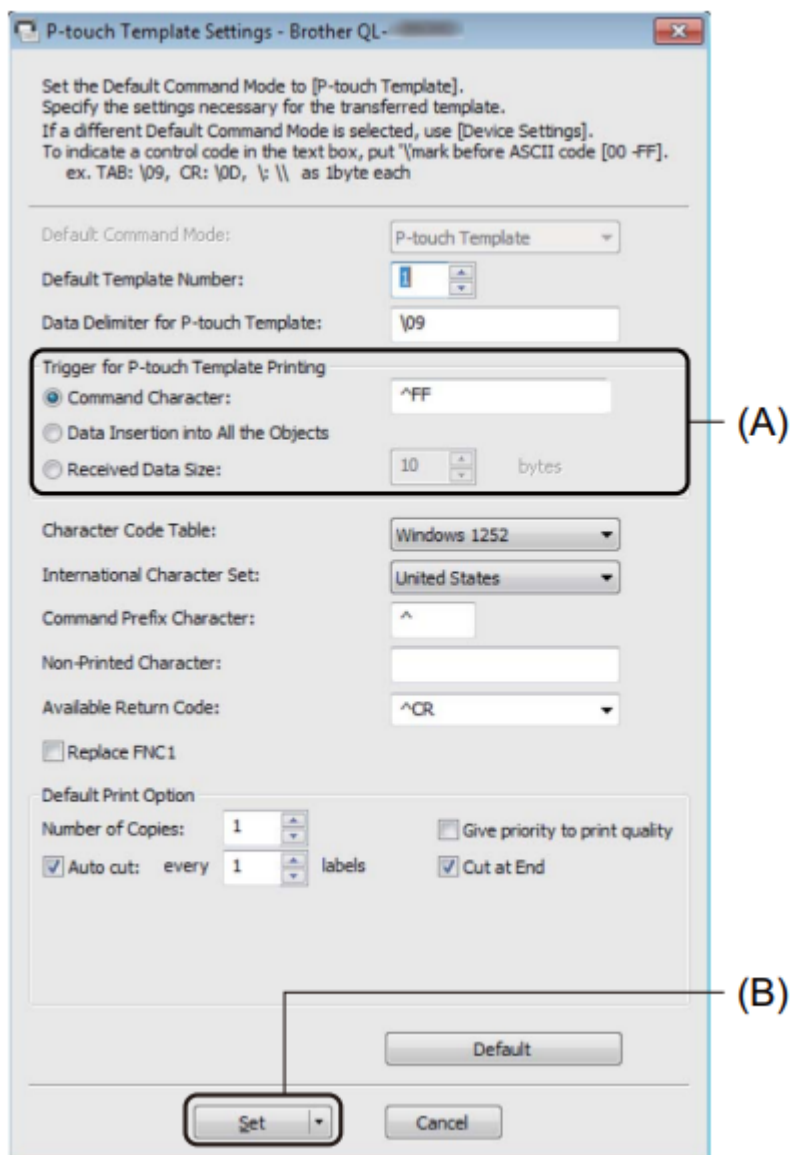 P-touch Template Settings - Brother QL-
Set the Default Command Mode to [P-touch Template].
Specify the settings necessary for the transferred template.
If a different Default Command Mode is selected, use [Device Settings].
To indicate a control code in the text box, put '\'mark before ASCII code [00 -FF].
ex. TAB: \09, CR: \0D, \: \\ as 1byte each
Default Command Mode: P-touch Template
Default Template Number: 1
Data Delimiter for P-touch Template: \09
Trigger for P-touch Template Printing
Command Character: ^FF
(A)
Data Insertion into All the Objects
Received Data Size: 10 bytes
Character Code Table: Windows 1252
International Character Set: United States
Command Prefix Character: ^
Non-Printed Character:
Available Return Code: ^CR
Replace FNC1
Default Print Option
Number of Copies: 1 Give priority to print quality
Auto cut: every 1 labels Cut at End
(B)
Default
Set Cancel